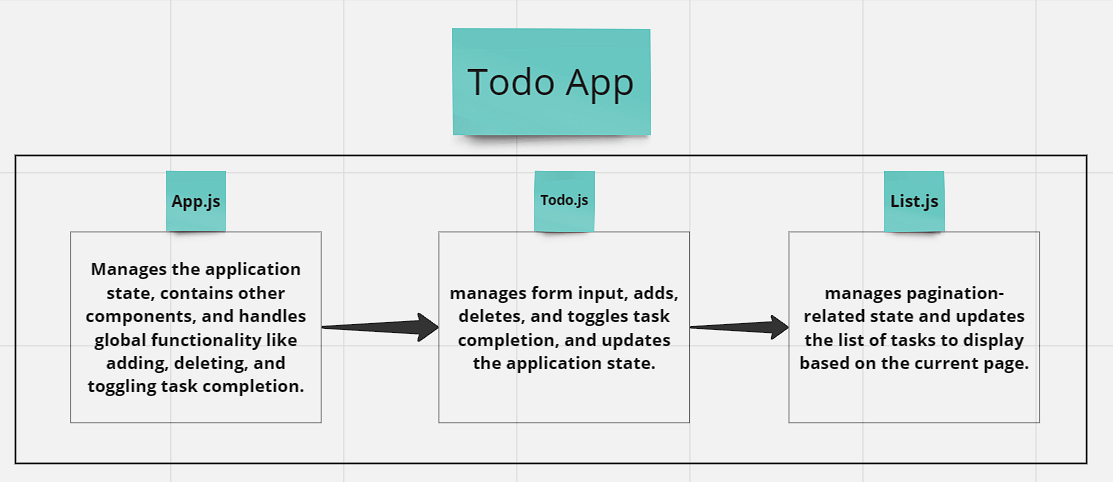 Todo App
App.js
Manages the application
state, contains other
components, and handles
global functionality like
adding, deleting, and
toggling task completion.
Todo.js
manages form input, adds,
deletes, and toggles task
completion, and updates
the application state.
List.js
manages pagination-
related state and updates
the list of tasks to display
based on the current page.